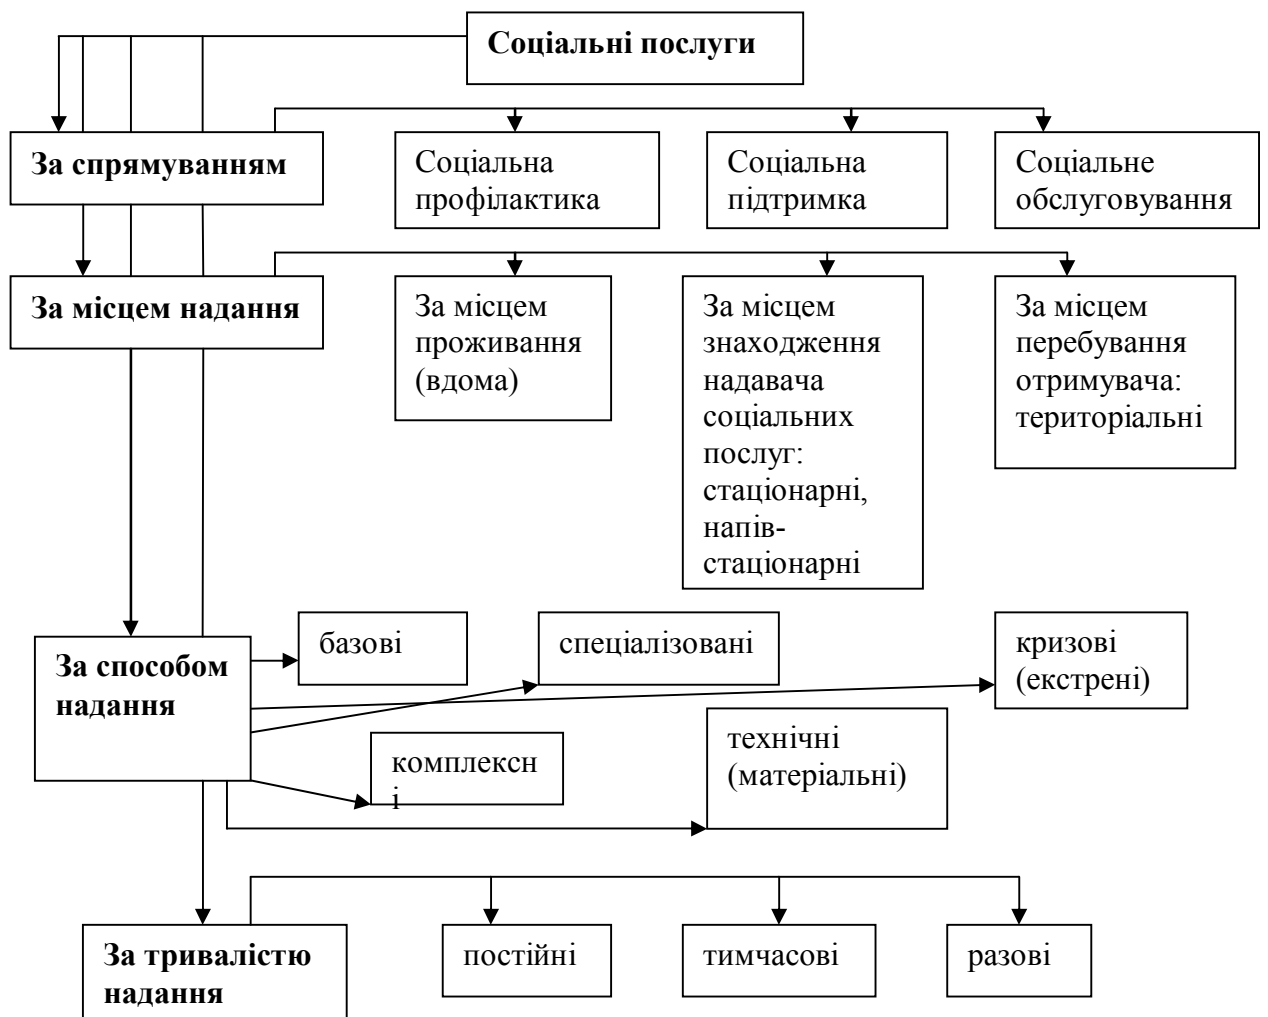 Соціальні послуги
За спрямуванням
Соціальна
профілактика
Соціальна
підтримка
Соціальне
обслуговування
За місцем надання
За місцем
проживання
(вдома)
За місцем
знаходження
надавача
соціальних
послуг:
стаціонарні,
напів-
стаціонарні
За місцем
перебування
отримувача:
територіальні
За способом
надання
базові
спеціалізовані
кризові
(екстрені)
комплексн
і
технічні
(матеріальні)
За тривалістю
надання
постійні
тимчасові
разові